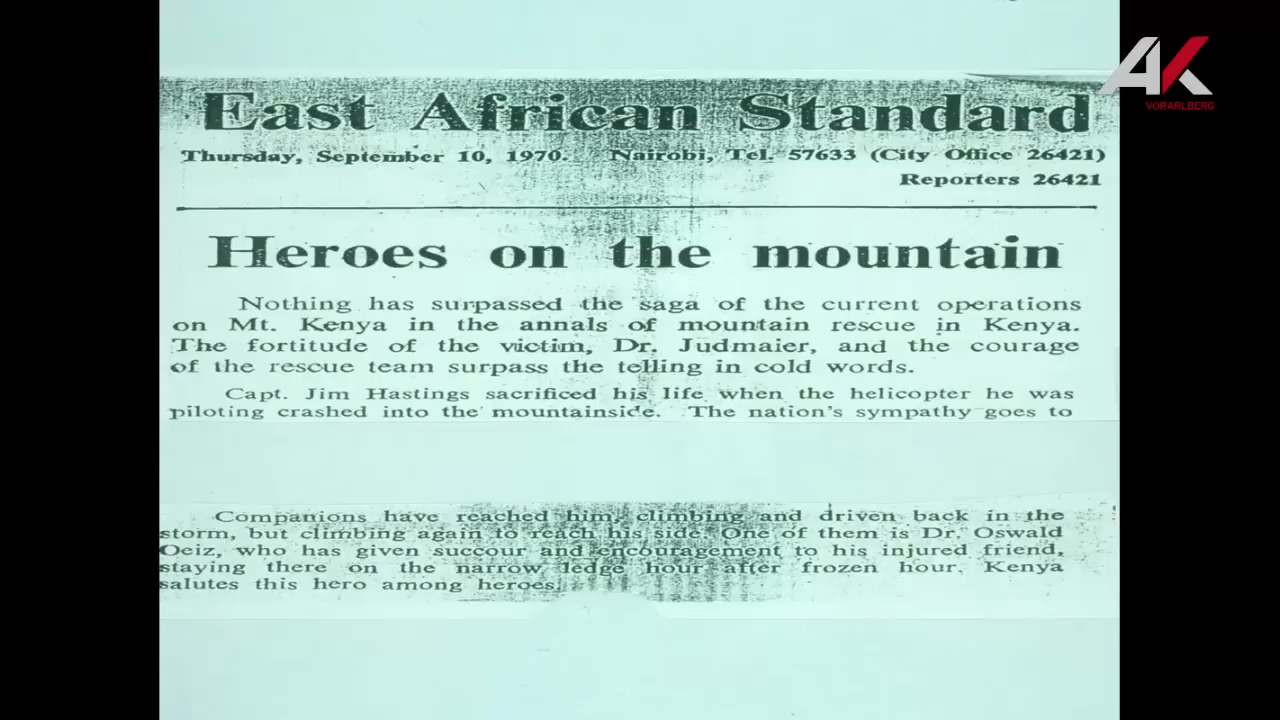 AK
VORARLBERG
East African Standard
Thursday, September 10, 1970. Nairobi, Tel. 57633 (City Office 26421)
Reporters 26421
Heroes on the mountain
Nothing has surpassed the saga of the current operations
on Mt. Kenya in the annals of mountain rescue in Kenya.
The fortitude of the victim, Dr. Judmaier, and the courage
of the rescue team surpass the telling in cold words.
Capt. Jim Hastings sacrificed his life when the helicopter he was
piloting crashed into the mountainside. The nation's sympathy goes to
Companions have reached him, climbing and driven back in the
storm, but climbing again to reach his side. One of them is Dr. Oswald
Oeiz, who has given succour and encouragement to his injured friend,
staying there on the narrow ledge hour after frozen hour. Kenya
salutes this hero among heroes.